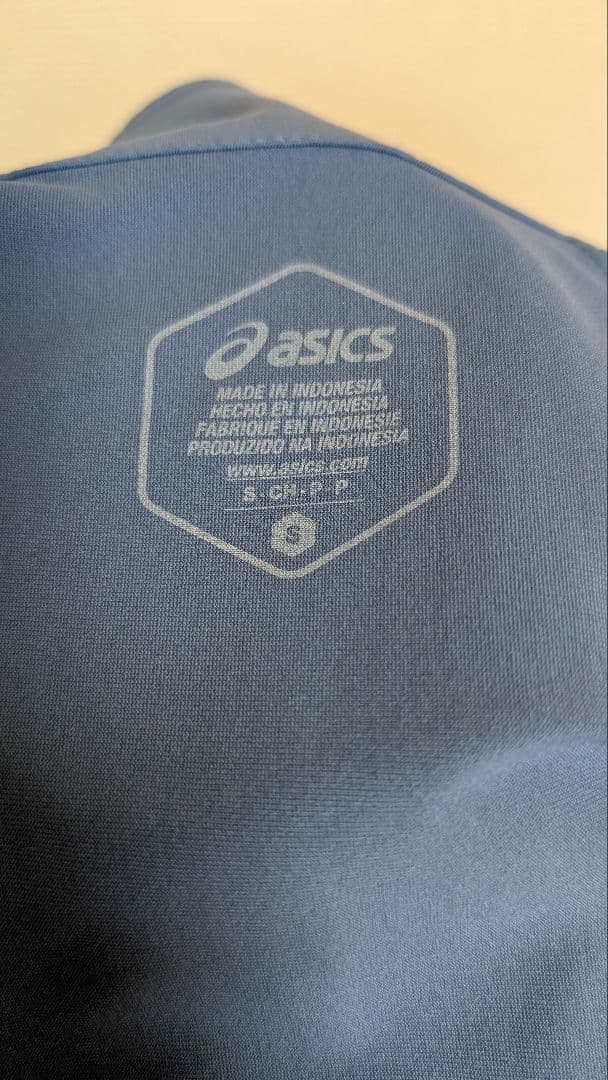 asics
MADE IN INDONESIA
HECHO EN INDONESIA
FABRIQUE EN INDONESIE
PRODUZIDO NA INDONESIA
www.asics.com
S · CH · P · P
S